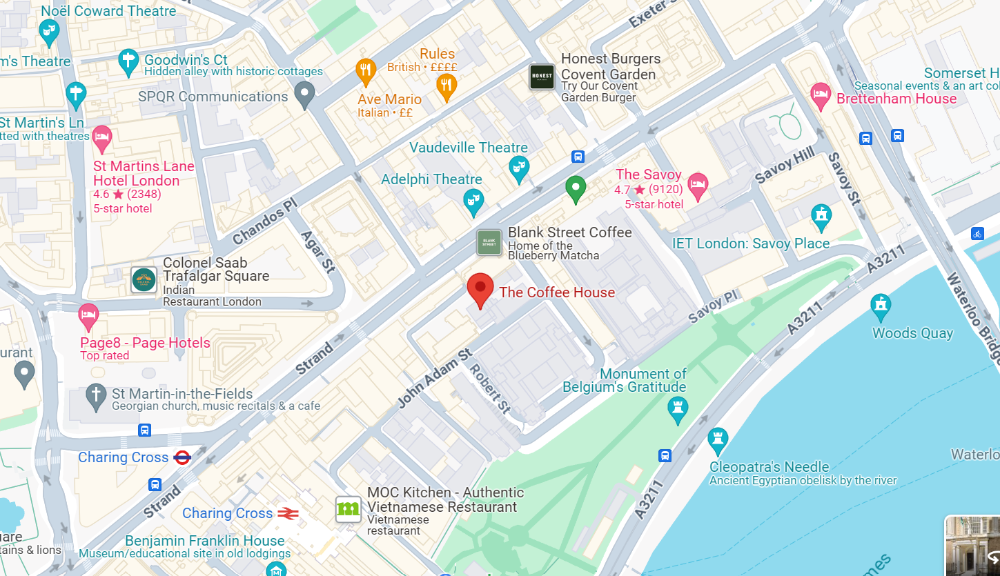 Noël Coward Theatre
m's Theatre
Goodwin's Ct
Hidden alley with historic cottages
SPQR Communications
St Martin's Ln
tted with theatres
St Martins Lane
Hotel London
4.6 ★ (2348)
5-star hotel
Rules
British • ££££
Ave Mario
Italian • ££
Exeter S
HONEST
Honest Burgers
Covent Garden
Try Our Covent
Garden Burger
Somerset H
Seasonal events & an art col
Brettenham House
Vaudeville Theatre
Adelphi Theatre
The Savoy
4.7 ★ (9120)
5-star hotel
Savoy Hill
Savoy St
Chandos Pl
Agar St
BLANK
STREET
Blank Street Coffee
Home of the
Blueberry Matcha
IET London: Savoy Place
A3211
Colonel Saab
Trafalgar Square
Indian
Restaurant London
The Coffee House
Savoy Pl
A3211
Waterloo Bridge
Woods Quay
Page8 - Page Hotels
Top rated
urant
Strand
John Adam St
Robert St
Monument of
Belgium's Gratitude
St Martin-in-the-Fields
Georgian church, music recitals & a cafe
Charing Cross
Cleopatra's Needle
Ancient Egyptian obelisk by the river
Waterlo
A3211
Strand
Charing Cross
MOC Kitchen - Authentic
Vietnamese Restaurant
Vietnamese
restaurant
Benjamin Franklin House
Museum/educational site in old lodgings
uare
tains & lions
mes